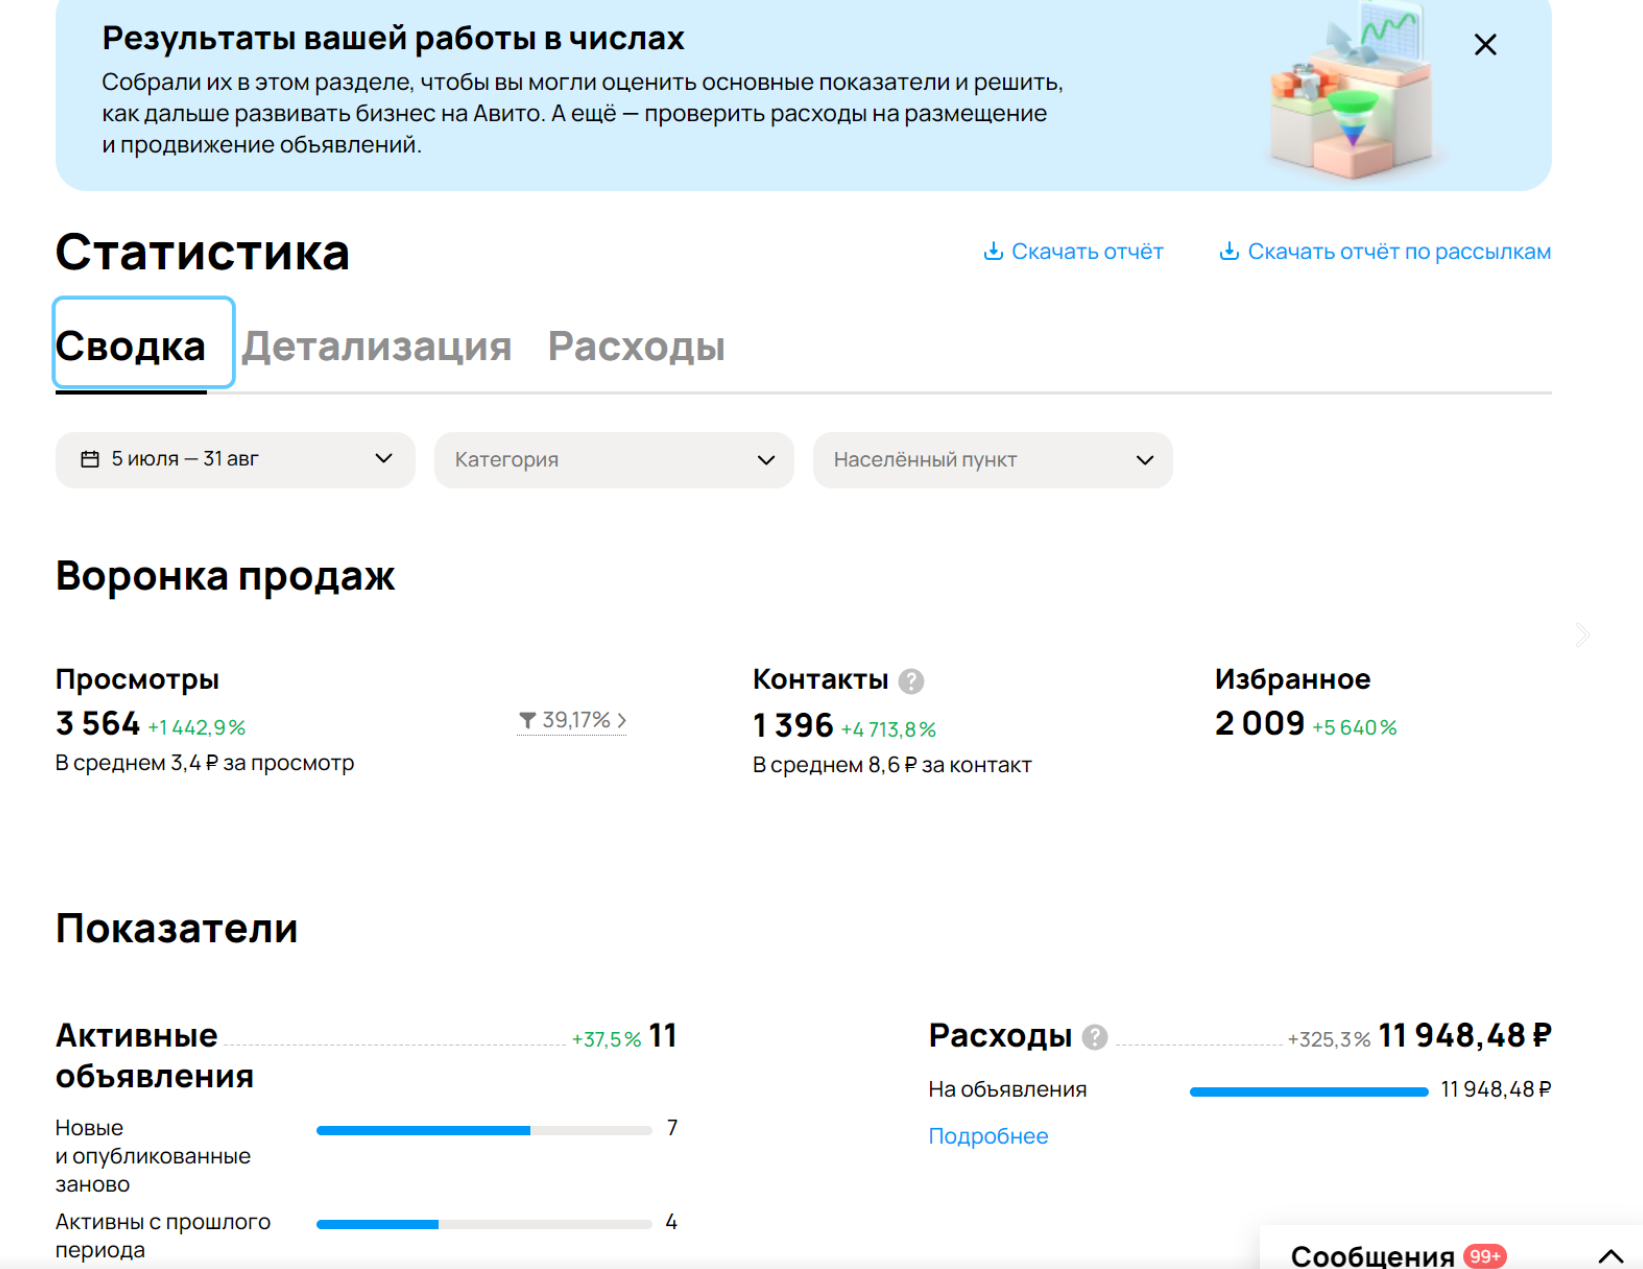 Результаты вашей работы в числах
Собрали их в этом разделе, чтобы вы могли оценить основные показатели и решить,
как дальше развивать бизнес на Авито. А ещё — проверить расходы на размещение
и продвижение объявлений.
Статистика
Скачать отчёт
Скачать отчёт по рассылкам
Сводка
Детализация
Расходы
5 июля — 31 авг
Категория
Населённый пункт
Воронка продаж
Просмотры
3 564 +1 442,9%
В среднем 3,4 ₽ за просмотр
39,17%
Контакты ?
1 396 +4 713,8%
В среднем 8,6 ₽ за контакт
Избранное
2 009 +5 640%
Показатели
Активные
объявления
+37,5% 11
Новые
и опубликованные
заново
7
Активны с прошлого
периода
4
Расходы ? +325,3% 11 948,48 ₽
На объявления 11 948,48 ₽
Подробнее
Сообщения 99+